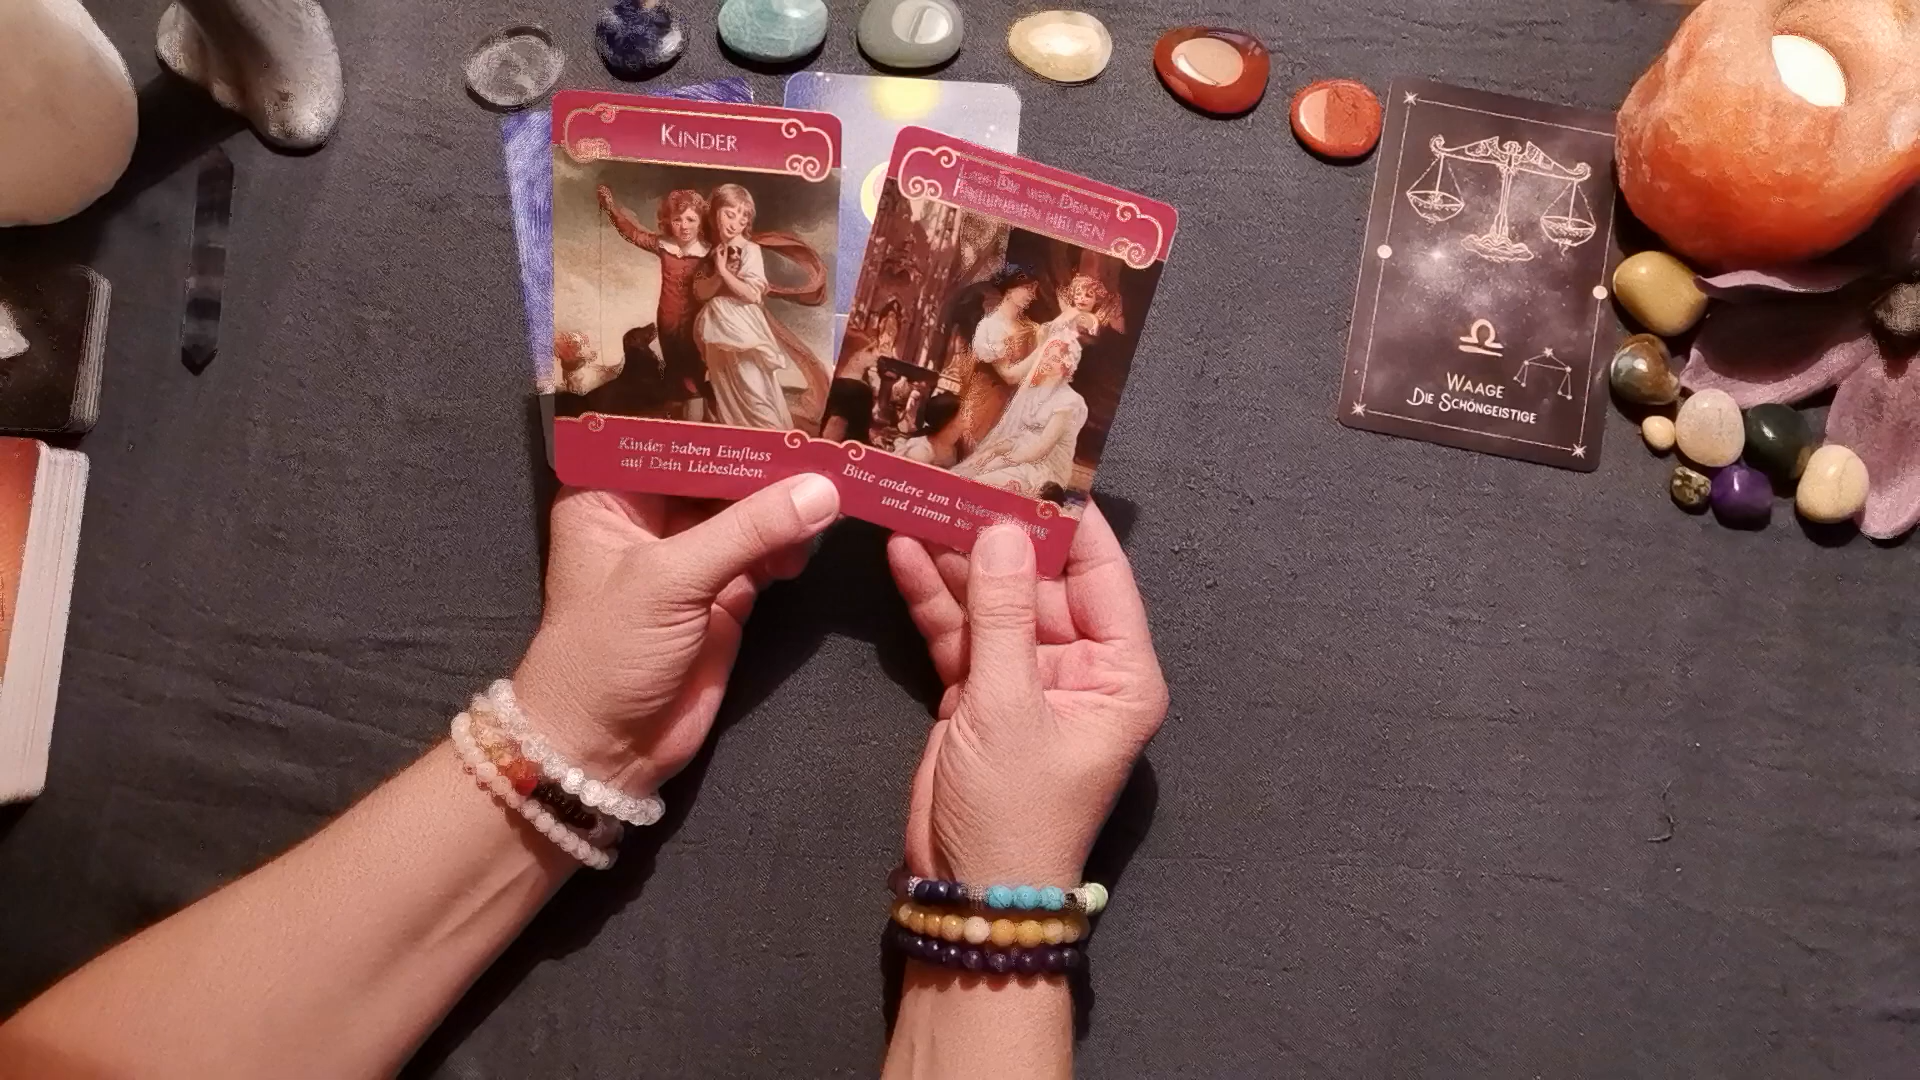 KINDER
Kinder haben Einfluss
auf Dein Liebesleben.
LASS DIR VON DEINEN
FREUNDEN HELFEN
Bitte andere um
und nimm sie
WAAGE
DIE SCHÖNGEISTIGE